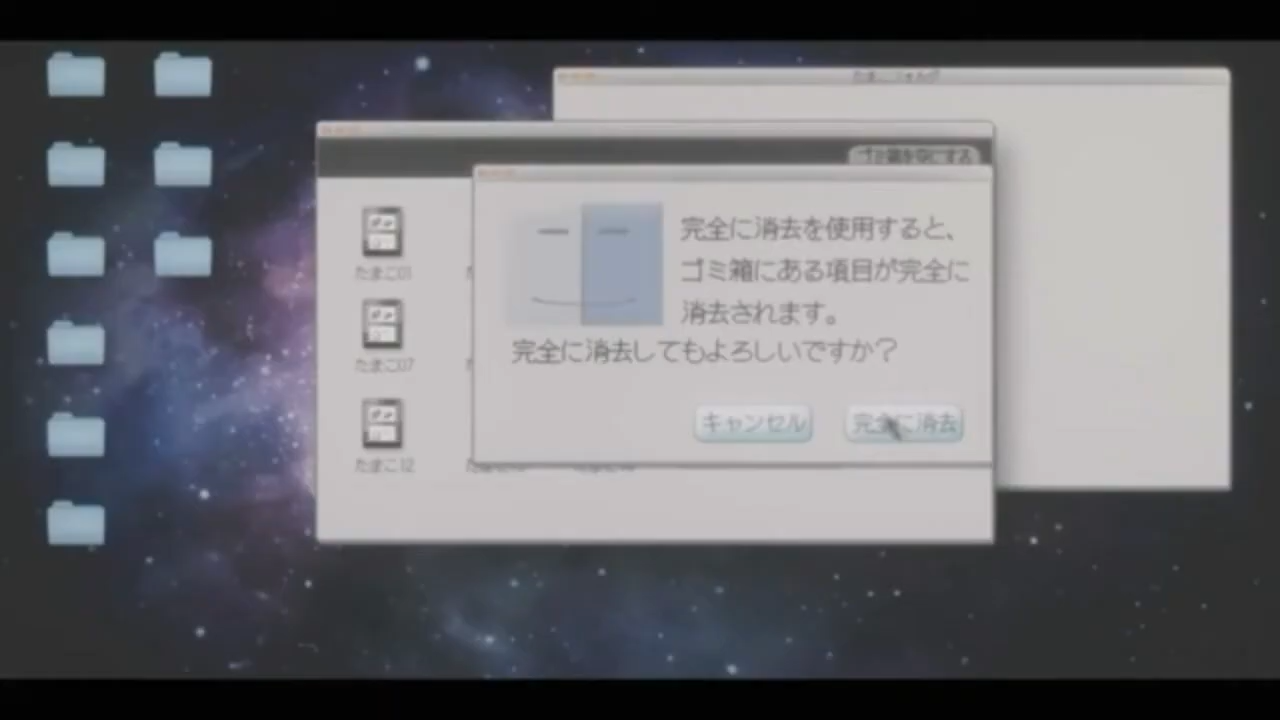 ゴミ箱を空にする
完全に消去を使用すると、
ゴミ箱にある項目が完全に
消去されます。
完全に消去してもよろしいですか？
キャンセル
完全に消去
たまこ01
たまこ07
たまこ12